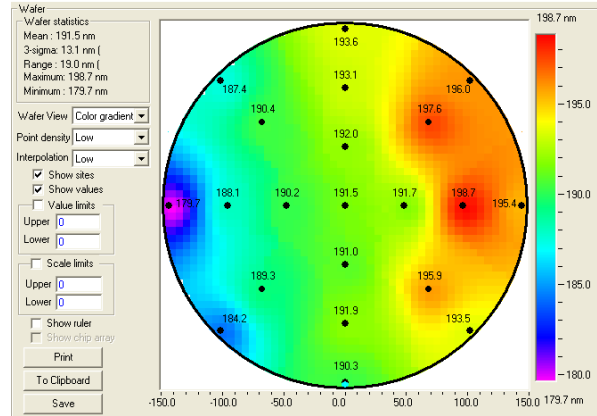 Wafer
Wafer statistics
Mean : 191.5 nm
3-sigma: 13.1 nm (
Range : 19.0 nm (
Maximum: 198.7 nm
Minimum : 179.7 nm
Wafer View Color gradient
Point density Low
Interpolation Low
Show sites
Show values
Value limits
Upper 0
Lower 0
Scale limits
Upper 0
Lower 0
Show ruler
Show chip array
Print
To Clipboard
Save
193.6
187.4 193.1 196.0
190.4 197.6
192.0
179.7 188.1 190.2 191.5 191.7 198.7 195.4
191.0
189.3 195.9
184.2 191.9 193.5
190.3
-150.0 -100.0 -50.0 0.0 50.0 100.0 150.0
198.7 nm
195.0
190.0
185.0
180.0
179.7 nm